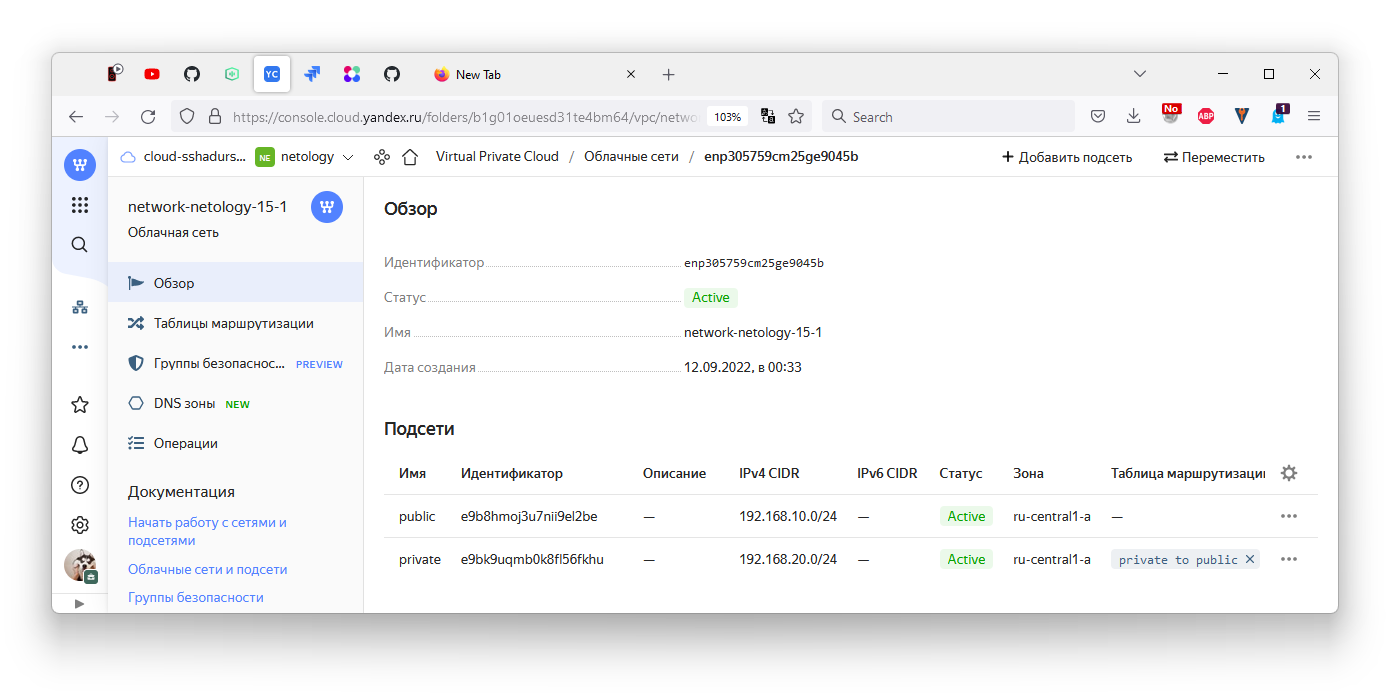 YC
New Tab
https://console.cloud.yandex.ru/folders/b1g01oeuesd31te4bm64/vpc/netwo
103%
Search
No
ABP
1
cloud-sshadurs...
NE
netology
Virtual Private Cloud / Облачные сети / enp305759cm25ge9045b
Добавить подсеть
Переместить
network-netology-15-1
Облачная сеть
Обзор
Таблицы маршрутизации
Группы безопаснос... PREVIEW
DNS зоны NEW
Операции
Документация
Начать работу с сетями и
подсетями
Облачные сети и подсети
Группы безопасности
Обзор
Идентификатор enp305759cm25ge9045b
Статус Active
Имя network-netology-15-1
Дата создания 12.09.2022, в 00:33
Подсети
Имя Идентификатор Описание IPv4 CIDR IPv6 CIDR Статус Зона Таблица маршрутизации
public e9b8hmoj3u7nii9el2be — 192.168.10.0/24 — Active ru-central1-a —
private e9bk9uqmb0k8fl56fkhu — 192.168.20.0/24 — Active ru-central1-a private to public